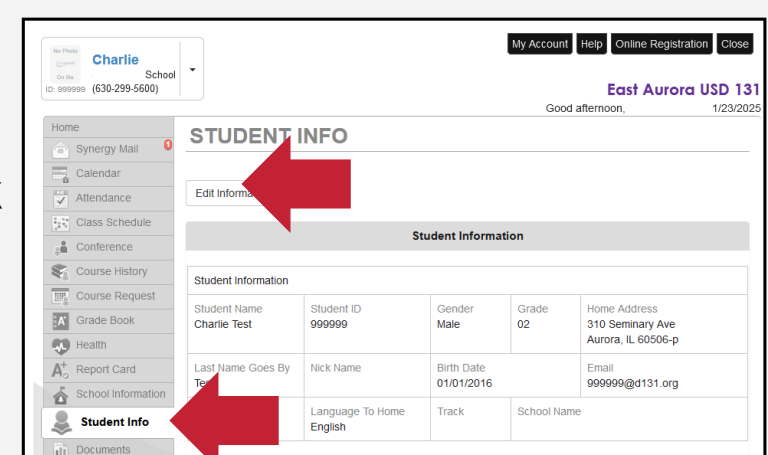 My Account Help Online Registration Close
No Photo
On file
Charlie
School
ID: 999999 (630-299-5600)
East Aurora USD 131
Good afternoon, 1/23/2025
Home
Synergy Mail 1
Calendar
Attendance
Class Schedule
Conference
Course History
Course Request
Grade Book
Health
Report Card
School Information
Student Info
Documents
STUDENT INFO
Edit
Student Information
Student Information
Student Name Student ID Gender Grade Home Address
Charlie Test 999999 Male 02 310 Seminary Ave
Aurora, IL 60506-p
Last Name Goes By Nick Name Birth Date Email
01/01/2016 999999@d131.org
Language To Home Track School Name
English